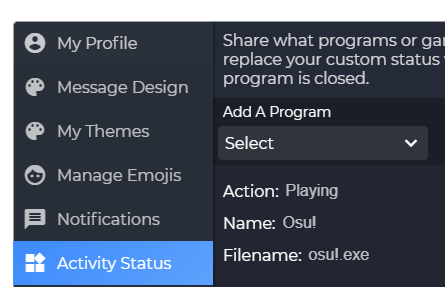 My Profile
Message Design
My Themes
Manage Emojis
Notifications
Activity Status
Share what programs or
replace your custom status
program is closed.
Add A Program
Select
Action: Playing
Name: Osu!
Filename: osu!.exe